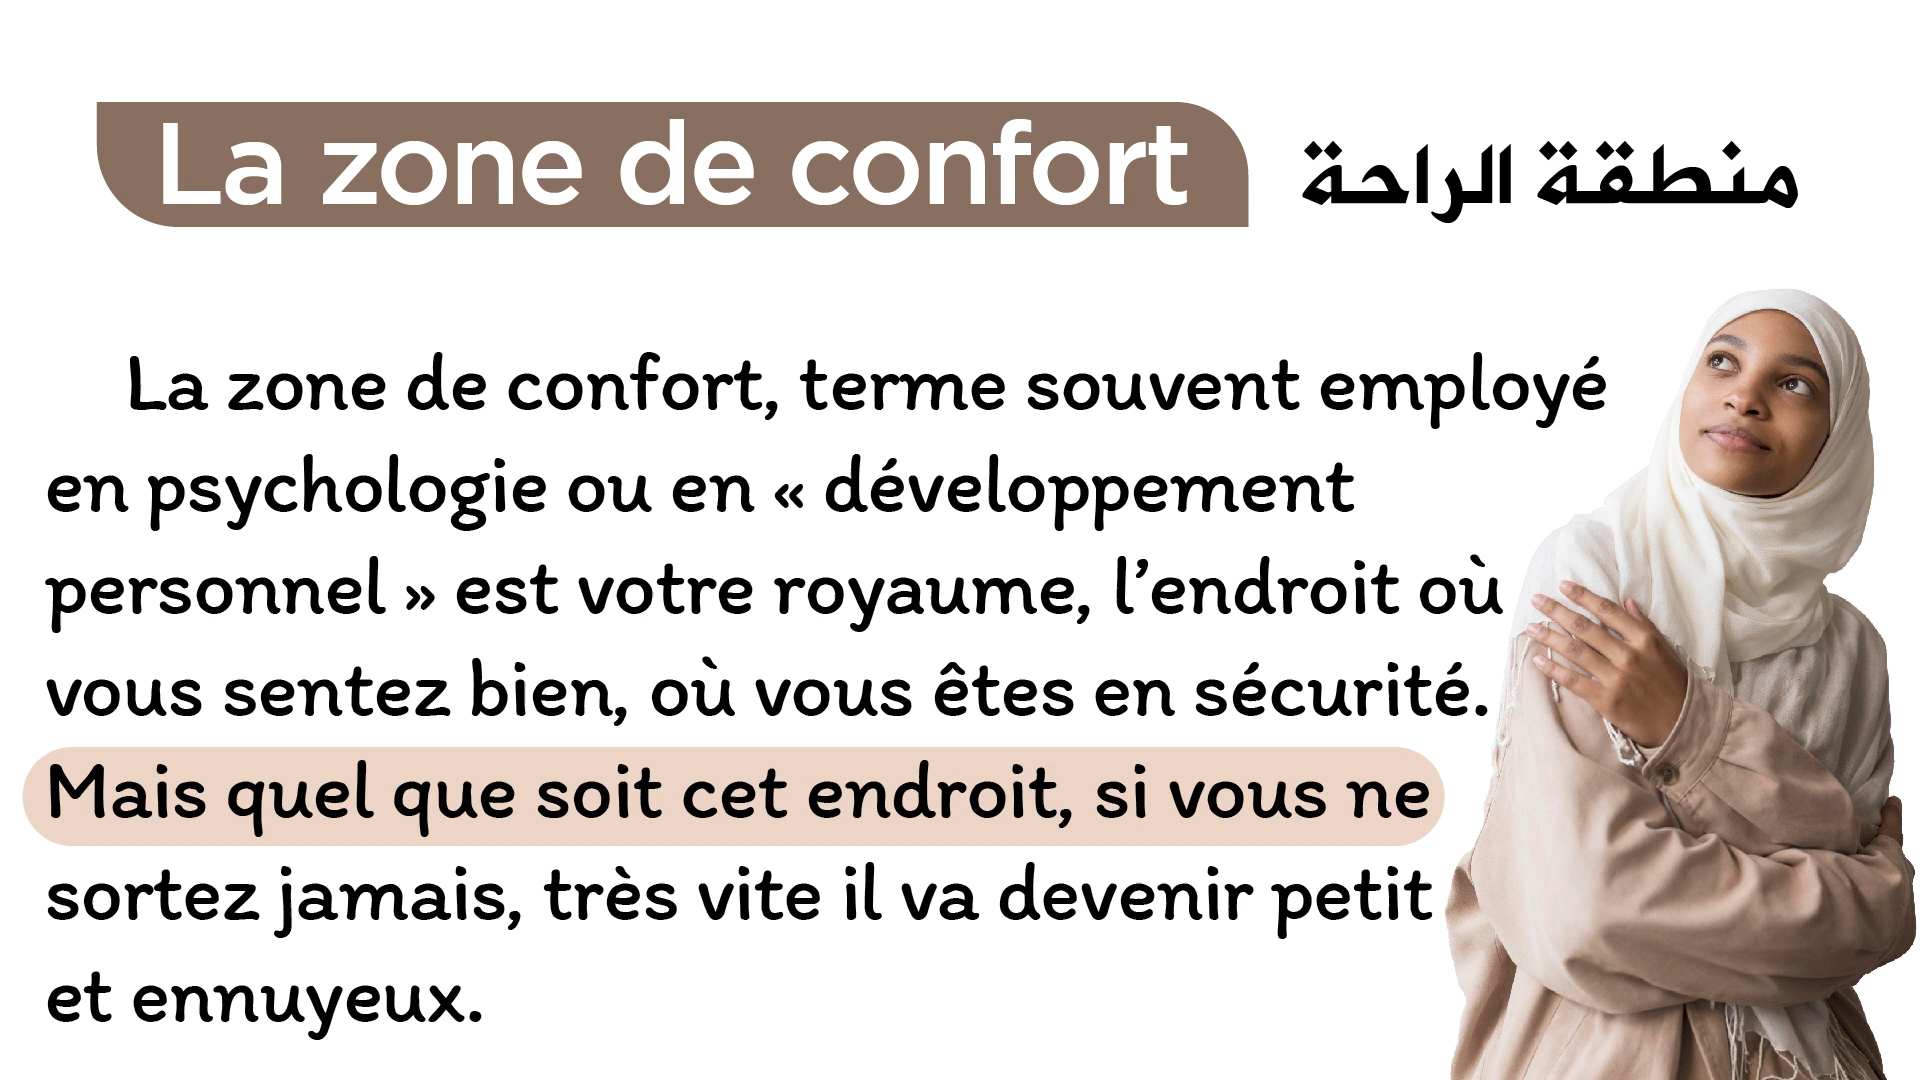 La zone de confort
منطقة الراحة
La zone de confort, terme souvent employé
en psychologie ou en « développement
personnel » est votre royaume, l’endroit où
vous sentez bien, où vous êtes en sécurité.
Mais quel que soit cet endroit, si vous ne
sortez jamais, très vite il va devenir petit
et ennuyeux.